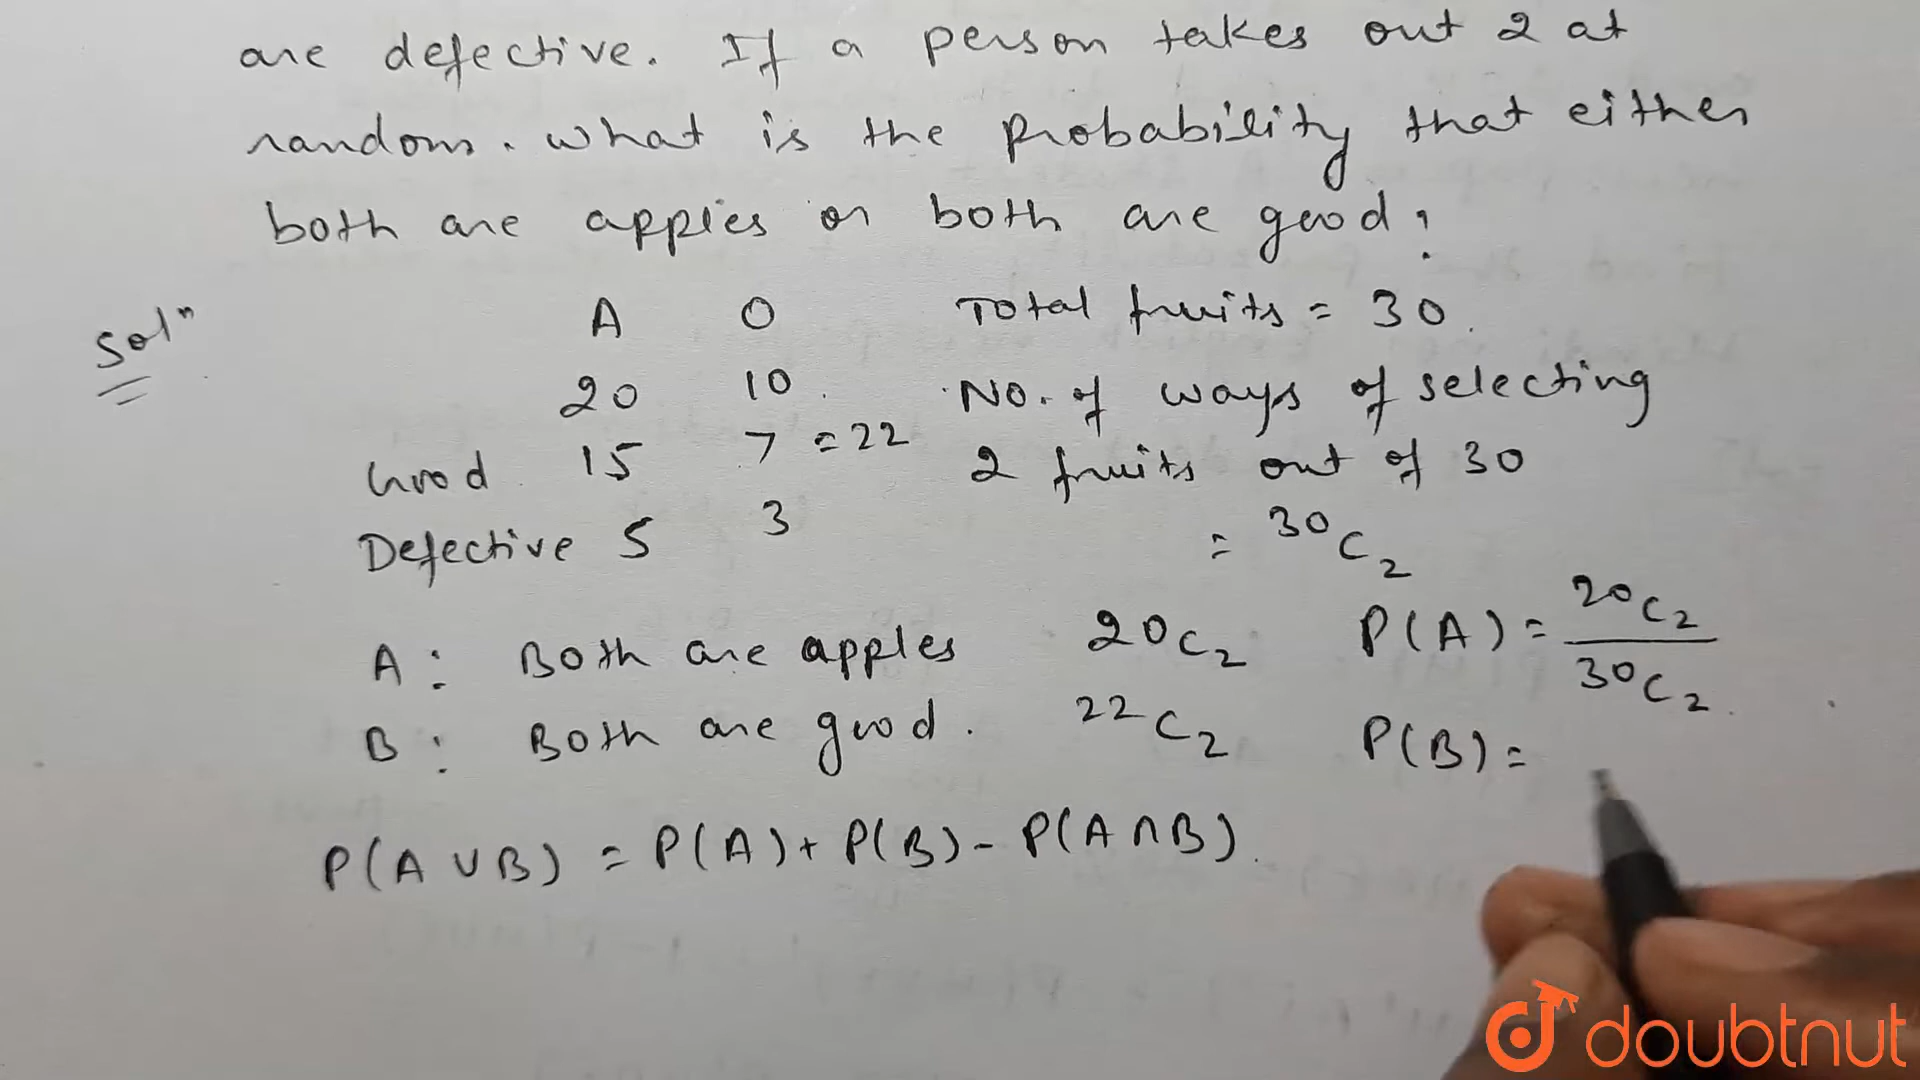 are defective. If a person takes out 2 at
random. what is the probability that either
both are apples or both are good?
Solⁿ
A O Total fruits = 30.
20 10. No. of ways of selecting
Good 15 7 = 22 2 fruits out of 30
Defective 5 3 = ³⁰C₂
A : Both are apples 20C₂ P(A) = ²⁰C₂ / ³⁰C₂.
B : Both are good. ²²C₂ P(B) =
P(A ∪ B) = P(A) + P(B) - P(A ∩ B).
doubtnut